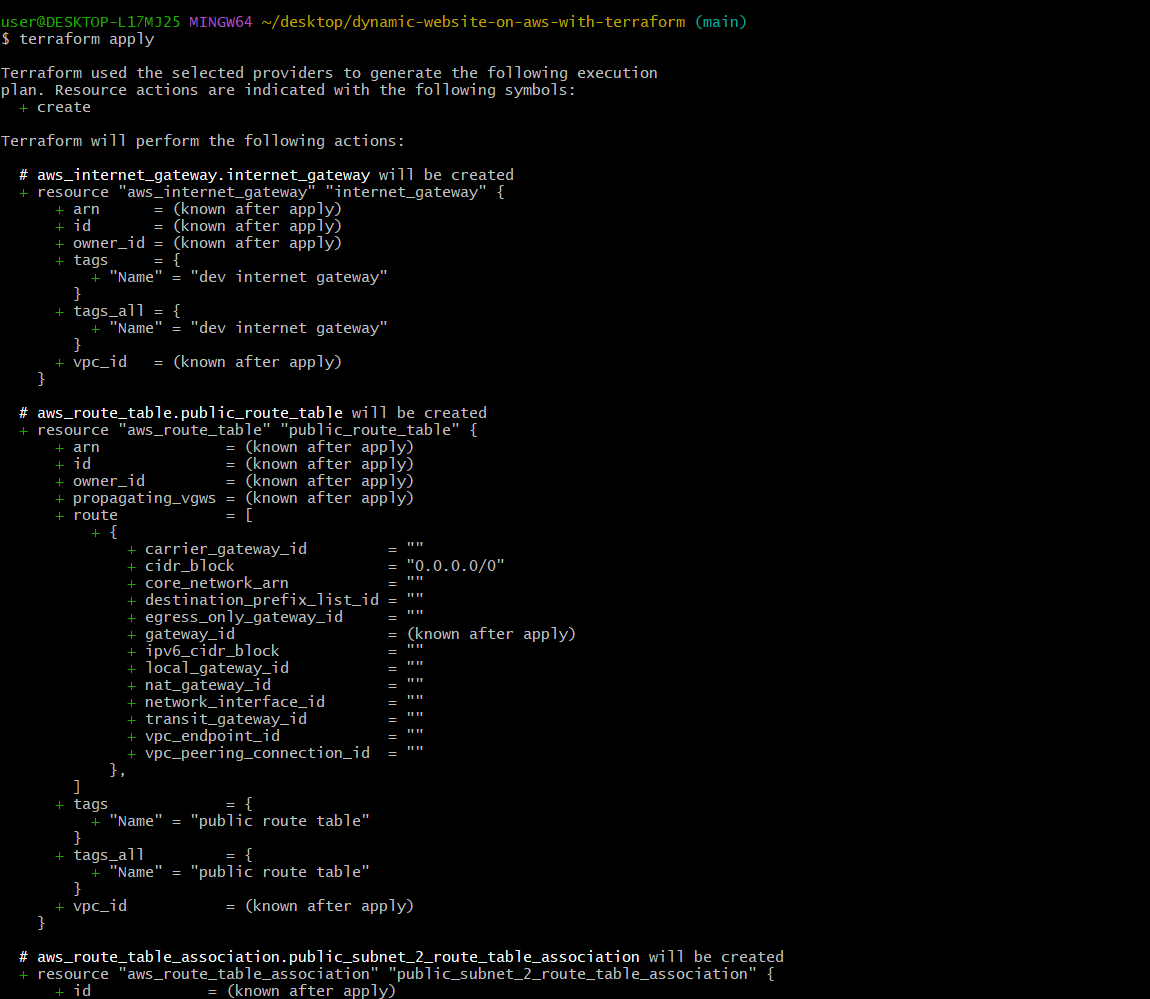 user@DESKTOP-L17MJ25 MINGW64 ~/desktop/dynamic-website-on-aws-with-terraform (main)
$ terraform apply

Terraform used the selected providers to generate the following execution
plan. Resource actions are indicated with the following symbols:
  + create

Terraform will perform the following actions:

  # aws_internet_gateway.internet_gateway will be created
  + resource "aws_internet_gateway" "internet_gateway" {
      + arn      = (known after apply)
      + id       = (known after apply)
      + owner_id = (known after apply)
      + tags     = {
          + "Name" = "dev internet gateway"
        }
      + tags_all = {
          + "Name" = "dev internet gateway"
        }
      + vpc_id   = (known after apply)
    }

  # aws_route_table.public_route_table will be created
  + resource "aws_route_table" "public_route_table" {
      + arn              = (known after apply)
      + id               = (known after apply)
      + owner_id         = (known after apply)
      + propagating_vgws = (known after apply)
      + route            = [
          + {
              + carrier_gateway_id         = ""
              + cidr_block                 = "0.0.0.0/0"
              + core_network_arn           = ""
              + destination_prefix_list_id = ""
              + egress_only_gateway_id     = ""
              + gateway_id                 = (known after apply)
              + ipv6_cidr_block            = ""
              + local_gateway_id           = ""
              + nat_gateway_id             = ""
              + network_interface_id       = ""
              + transit_gateway_id         = ""
              + vpc_endpoint_id            = ""
              + vpc_peering_connection_id  = ""
            },
        ]
      + tags             = {
          + "Name" = "public route table"
        }
      + tags_all         = {
          + "Name" = "public route table"
        }
      + vpc_id           = (known after apply)
    }

  # aws_route_table_association.public_subnet_2_route_table_association will be created
  + resource "aws_route_table_association" "public_subnet_2_route_table_association" {
      + id             = (known after apply)